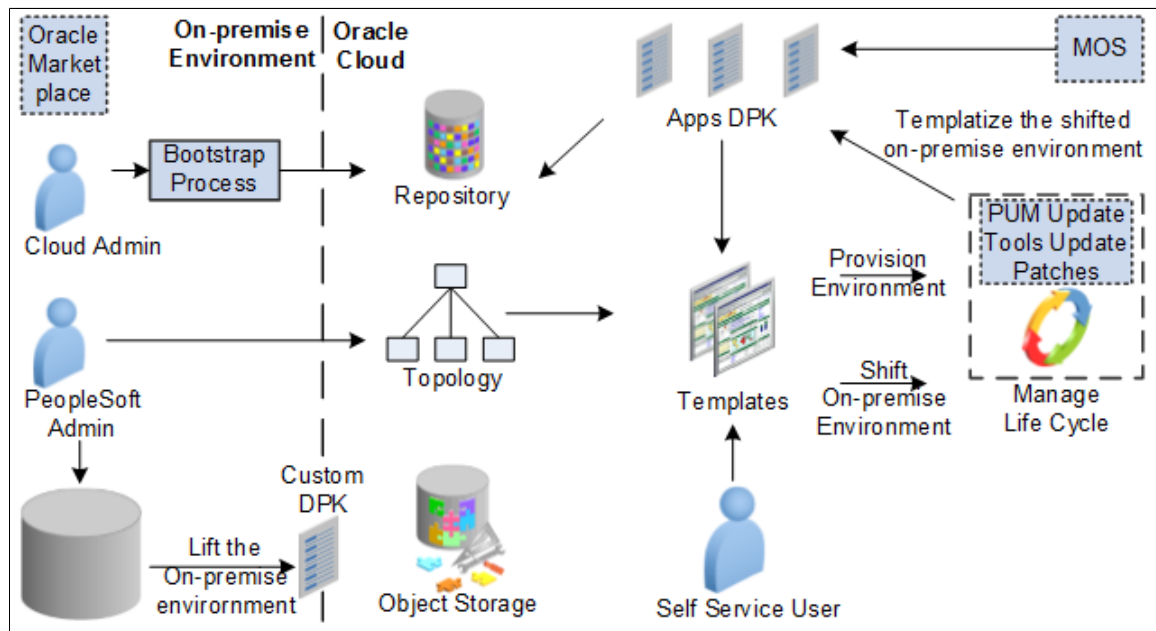 Oracle
Market
place
On-premise
Environment
Oracle
Cloud
MOS
Apps DPK
Templatize the shifted
on-premise environment
Bootstrap
Process
Repository
Cloud Admin
PUM Update
Tools Update
Patches
Provision
Environment
Topology
Templates
Shift
On-premise
Environment
Manage
Life Cycle
PeopleSoft
Admin
Custom
DPK
Lift the
On-premise
envirornment
Object Storage
Self Service User